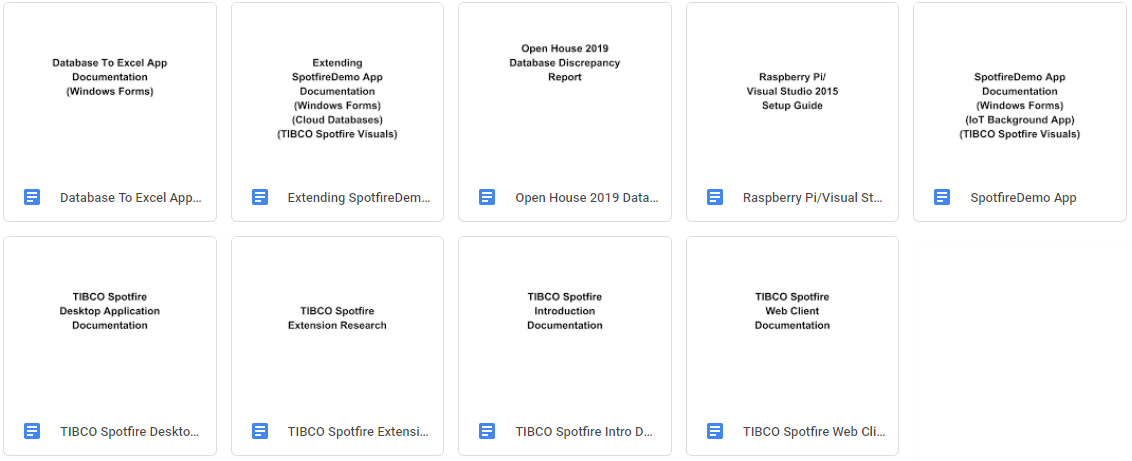 Database To Excel App
Documentation
(Windows Forms)
Database To Excel App...
Extending
SpotfireDemo App
Documentation
(Windows Forms)
(Cloud Databases)
(TIBCO Spotfire Visuals)
Extending SpotfireDem...
Open House 2019
Database Discrepancy
Report
Open House 2019 Data...
Raspberry Pi/
Visual Studio 2015
Setup Guide
Raspberry Pi/Visual St...
SpotfireDemo App
Documentation
(Windows Forms)
(IoT Background App)
(TIBCO Spotfire Visuals)
SpotfireDemo App
TIBCO Spotfire
Desktop Application
Documentation
TIBCO Spotfire Deskto...
TIBCO Spotfire
Extension Research
TIBCO Spotfire Extensi...
TIBCO Spotfire
Introduction
Documentation
TIBCO Spotfire Intro D...
TIBCO Spotfire
Web Client
Documentation
TIBCO Spotfire Web Cli...